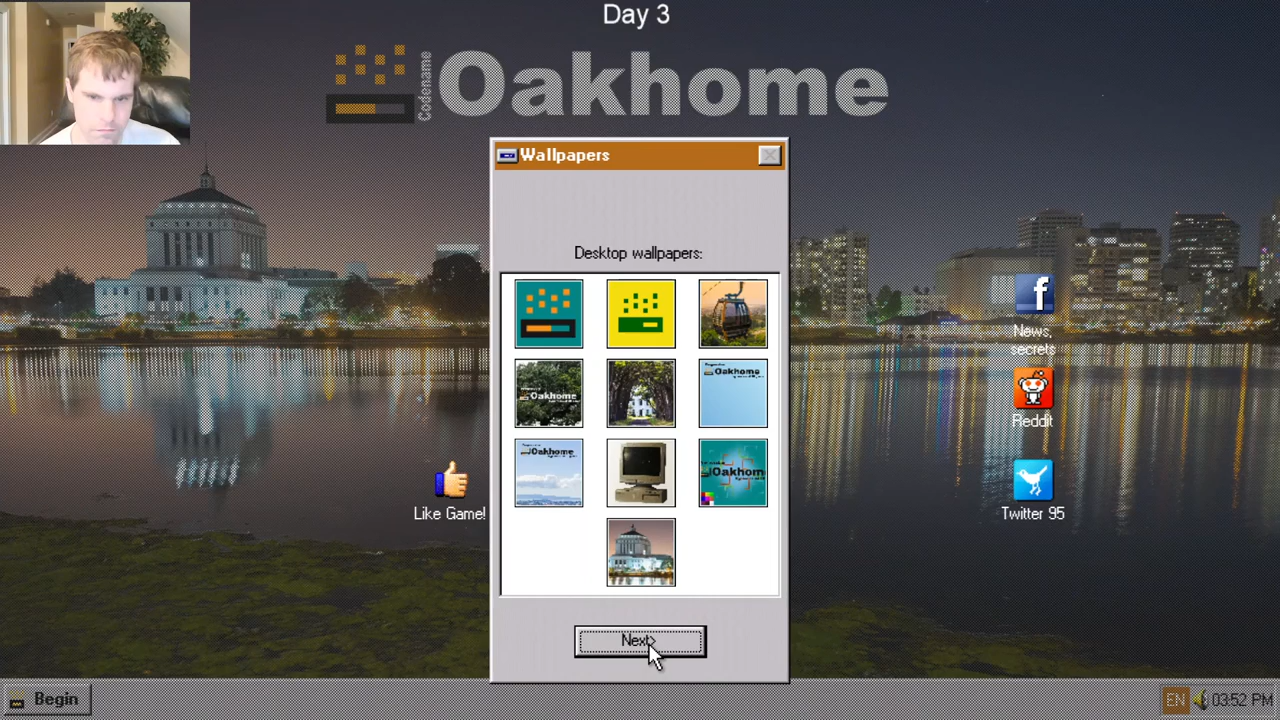 Day 3
Codename
Oakhome
Wallpapers
Desktop wallpapers:
Oakhome
Oakhome
Oakhome
Oakhom
News,
secrets
Reddit
Like Game!
Twitter 95
Next>
Begin
EN
03:52 PM